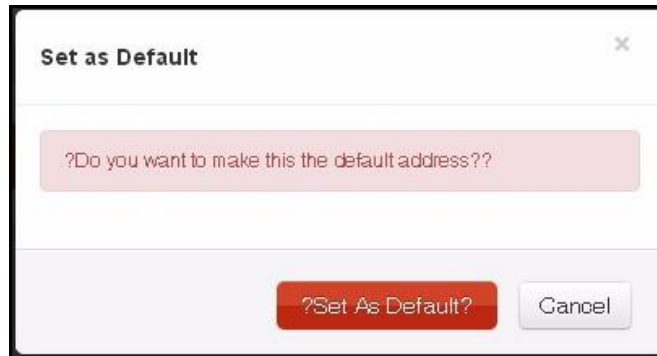 Set as Default
×
?Do you want to make this the default address??
?Set As Default?
Cancel